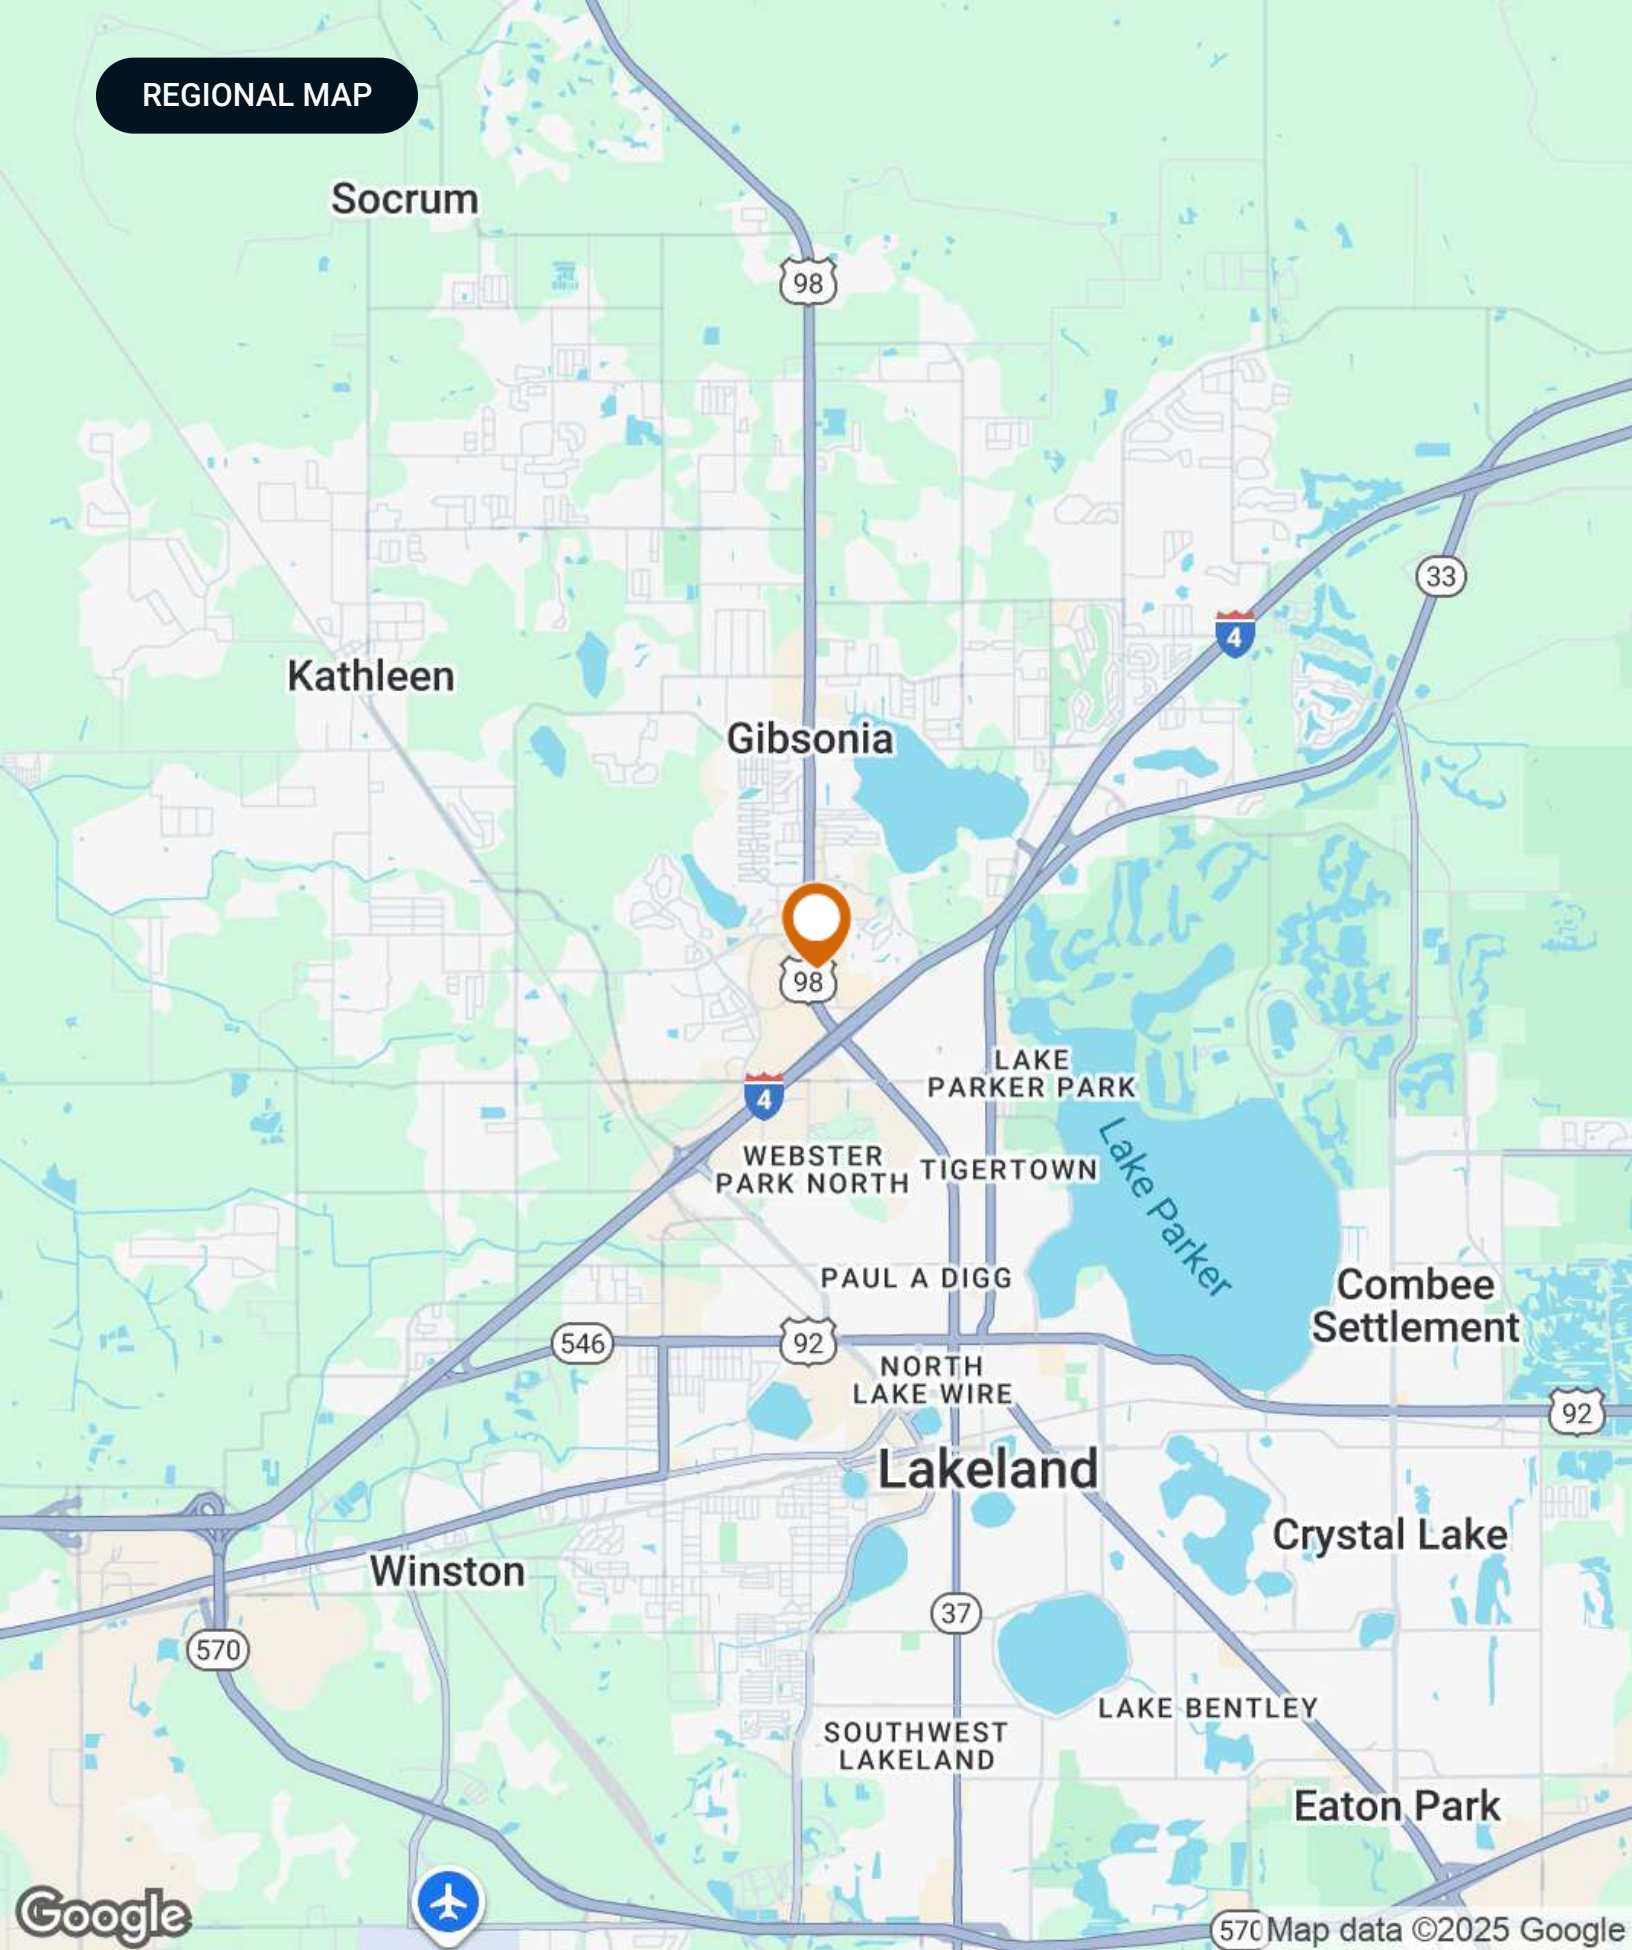 REGIONAL MAP
Socrum
98
33
4
Kathleen
Gibsonia
98
LAKE
PARKER PARK
4
WEBSTER
PARK NORTH
TIGERTOWN
Lake Parker
PAUL A DIGG
Combee
Settlement
546
92
NORTH
LAKE WIRE
92
Lakeland
Crystal Lake
Winston
37
570
LAKE BENTLEY
SOUTHWEST
LAKELAND
Eaton Park
Google
570
Map data ©2025 Google